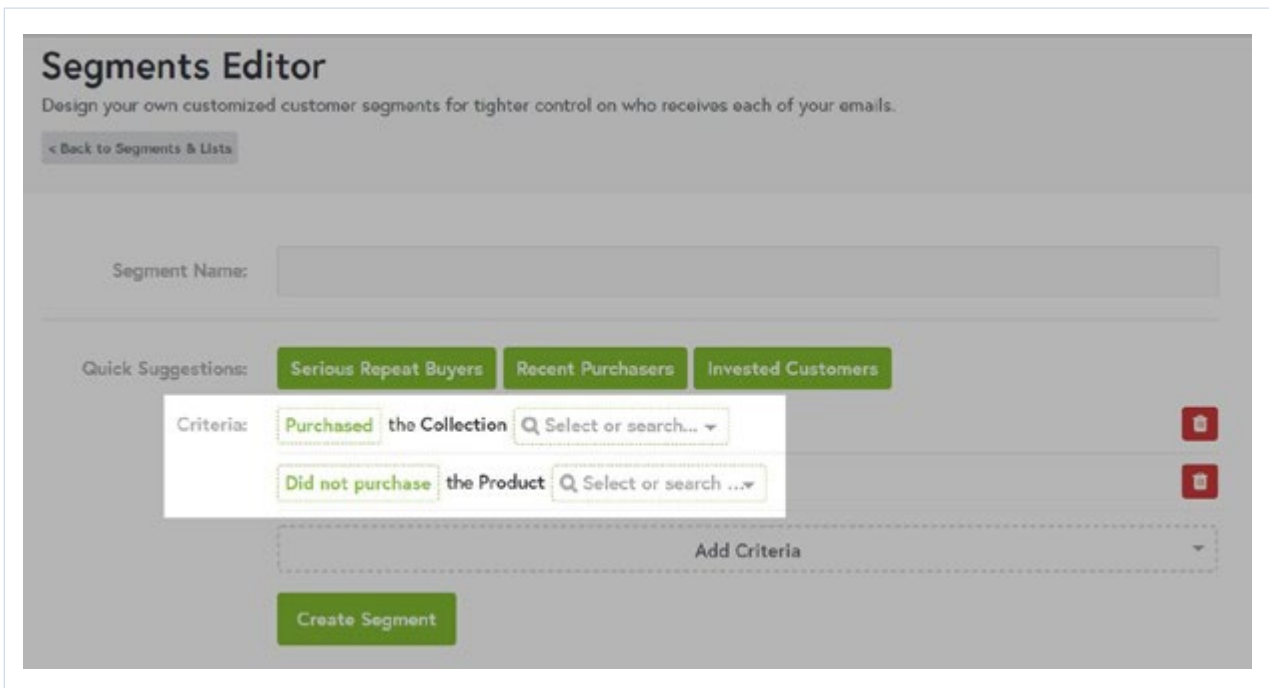 Segments Editor
Design your own customized customer segments for tighter control on who receives each of your emails.
< Back to Segments & Lists
Segment Name:
Quick Suggestions: Serious Repeat Buyers Recent Purchasers Invested Customers
Criteria: Purchased the Collection Select or search...
Did not purchase the Product Select or search ...
Add Criteria
Create Segment